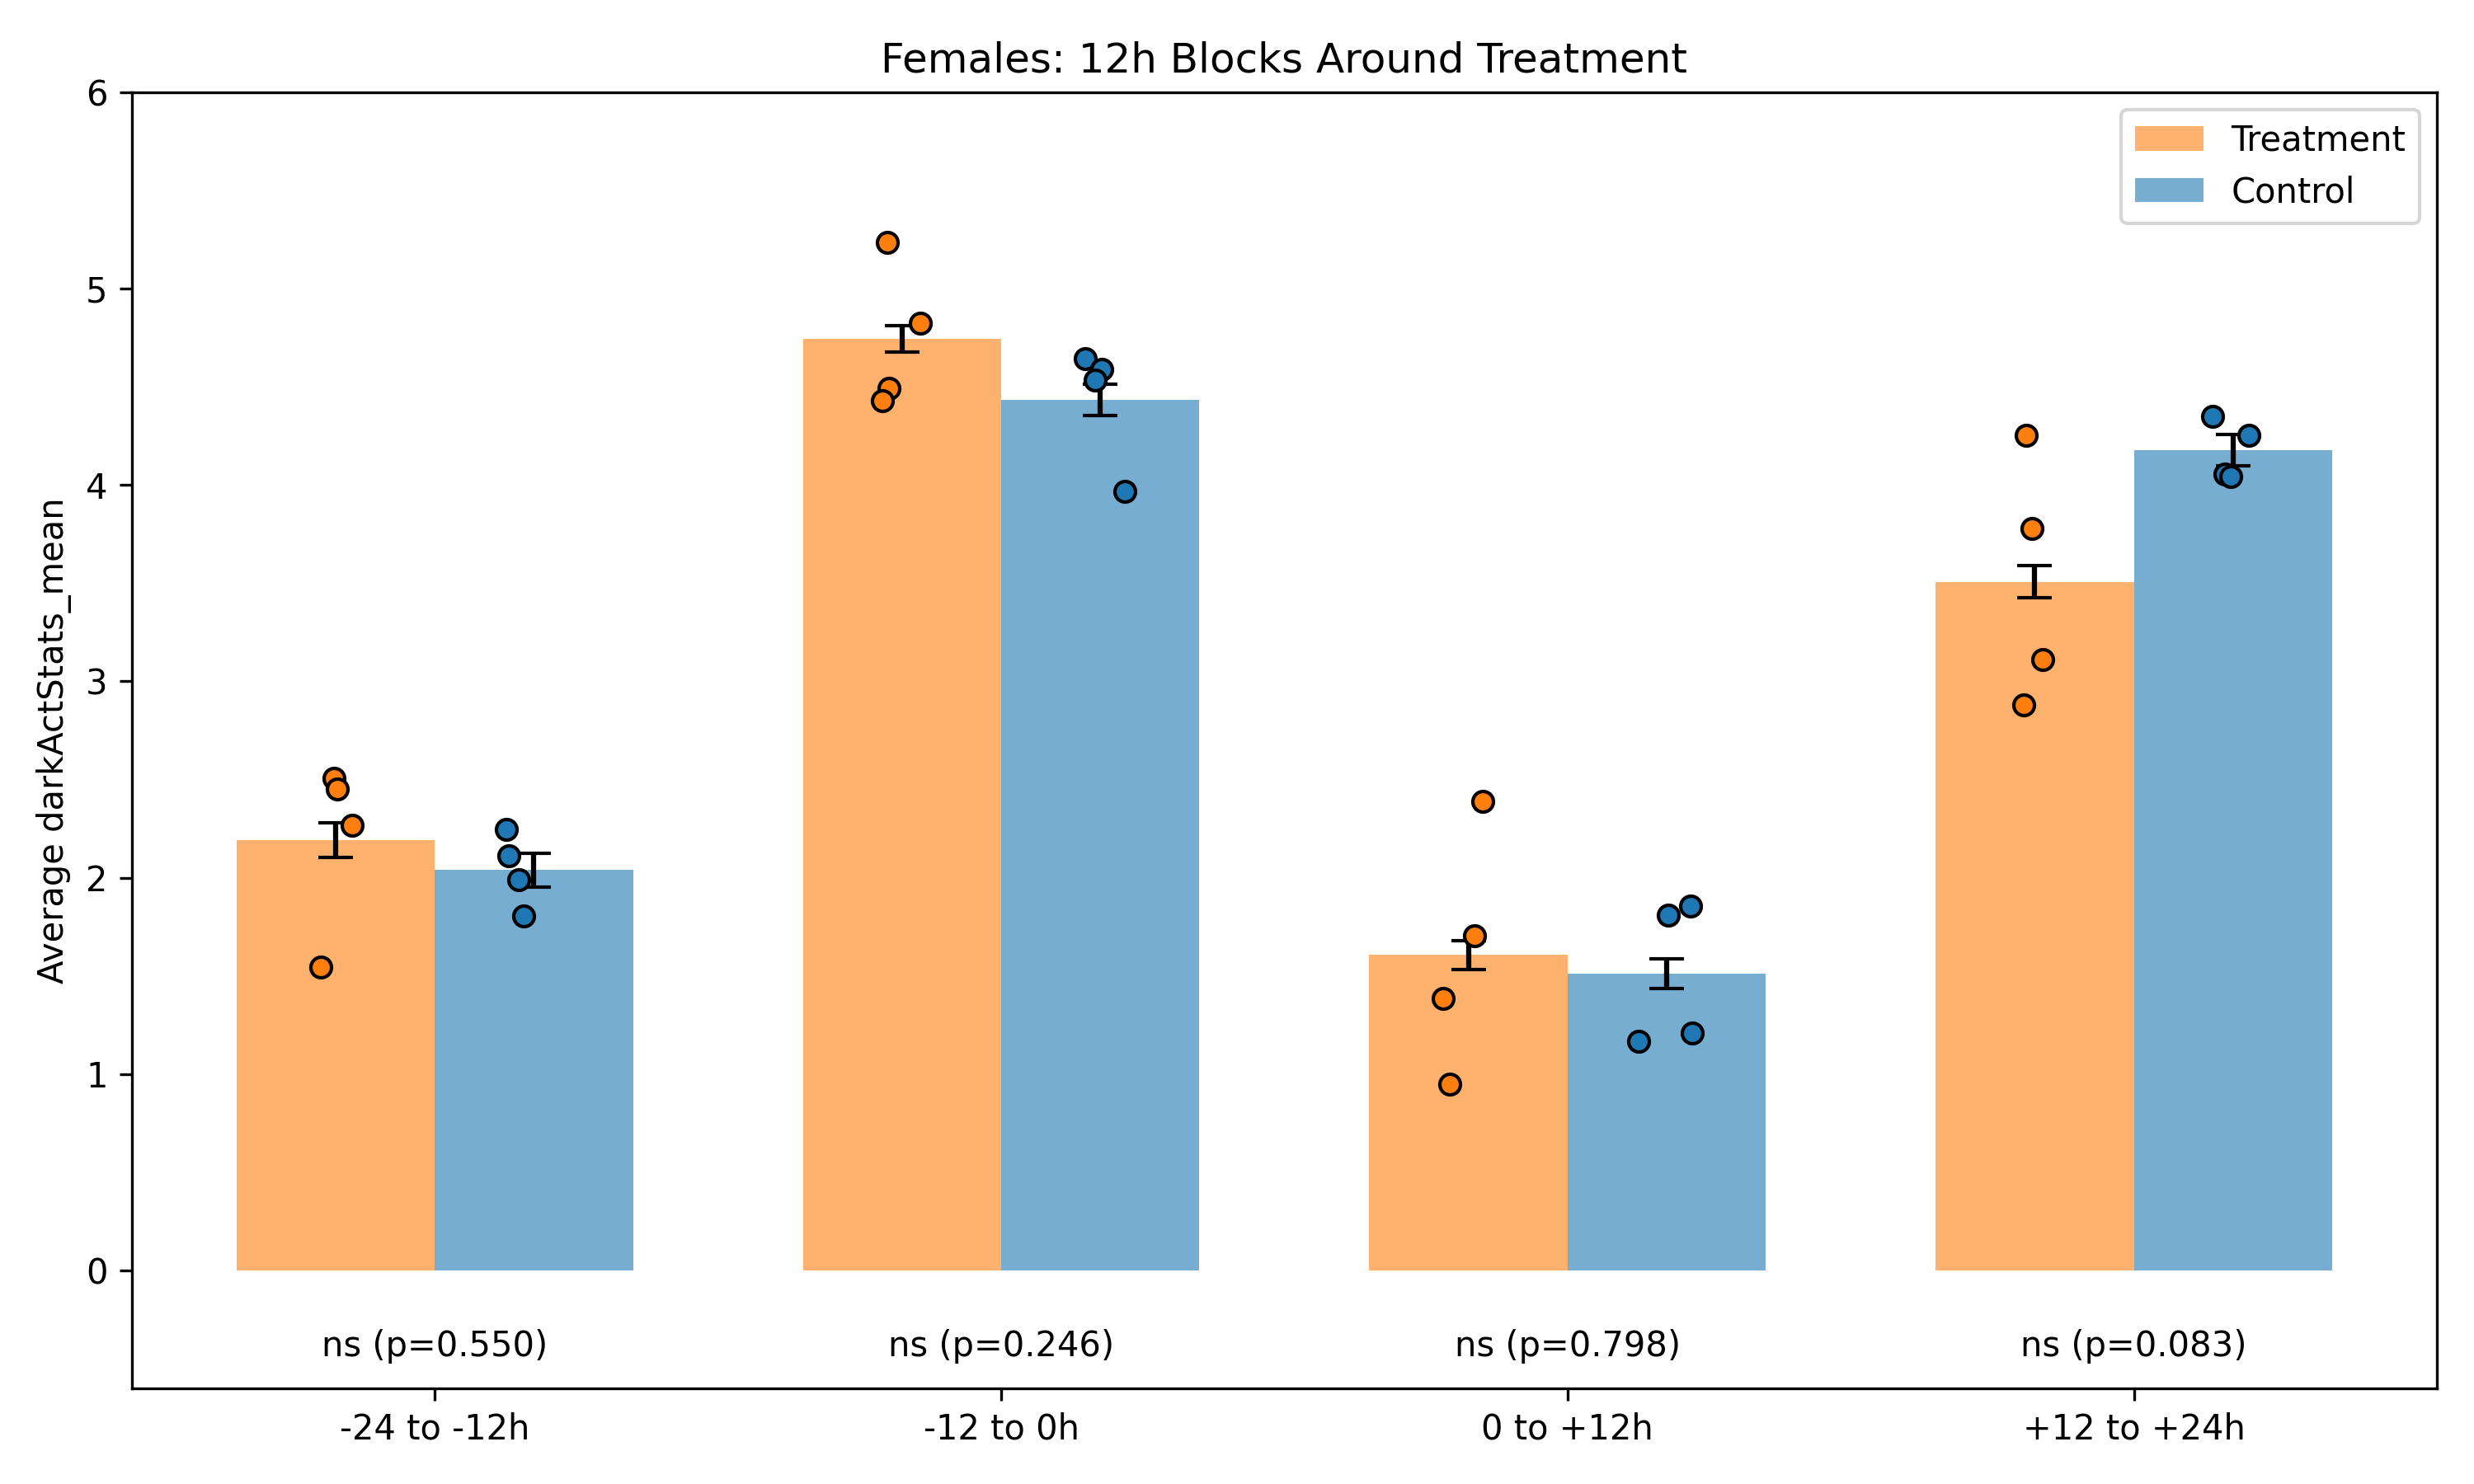 Females: 12h Blocks Around Treatment
Treatment
Control
Average darkActStats_mean
6
5
4
3
2
1
0
ns (p=0.550)
ns (p=0.246)
ns (p=0.798)
ns (p=0.083)
-24 to -12h
-12 to 0h
0 to +12h
+12 to +24h